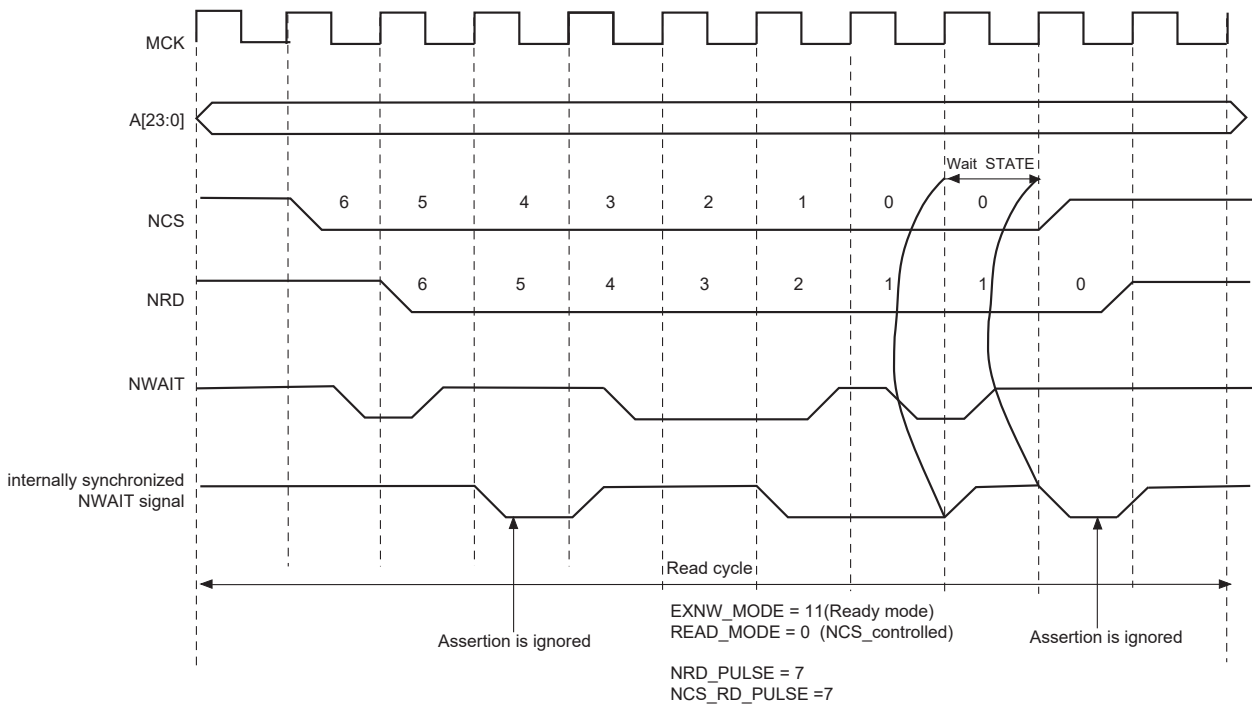 MCK
A[23:0]
Wait STATE
NCS
6 5 4 3 2 1 0 0
NRD
6 5 4 3 2 1 1 0
NWAIT
internally synchronized
NWAIT signal
Read cycle
Assertion is ignored
EXNW_MODE = 11(Ready mode)
READ_MODE = 0 (NCS_controlled)
Assertion is ignored
NRD_PULSE = 7
NCS_RD_PULSE =7